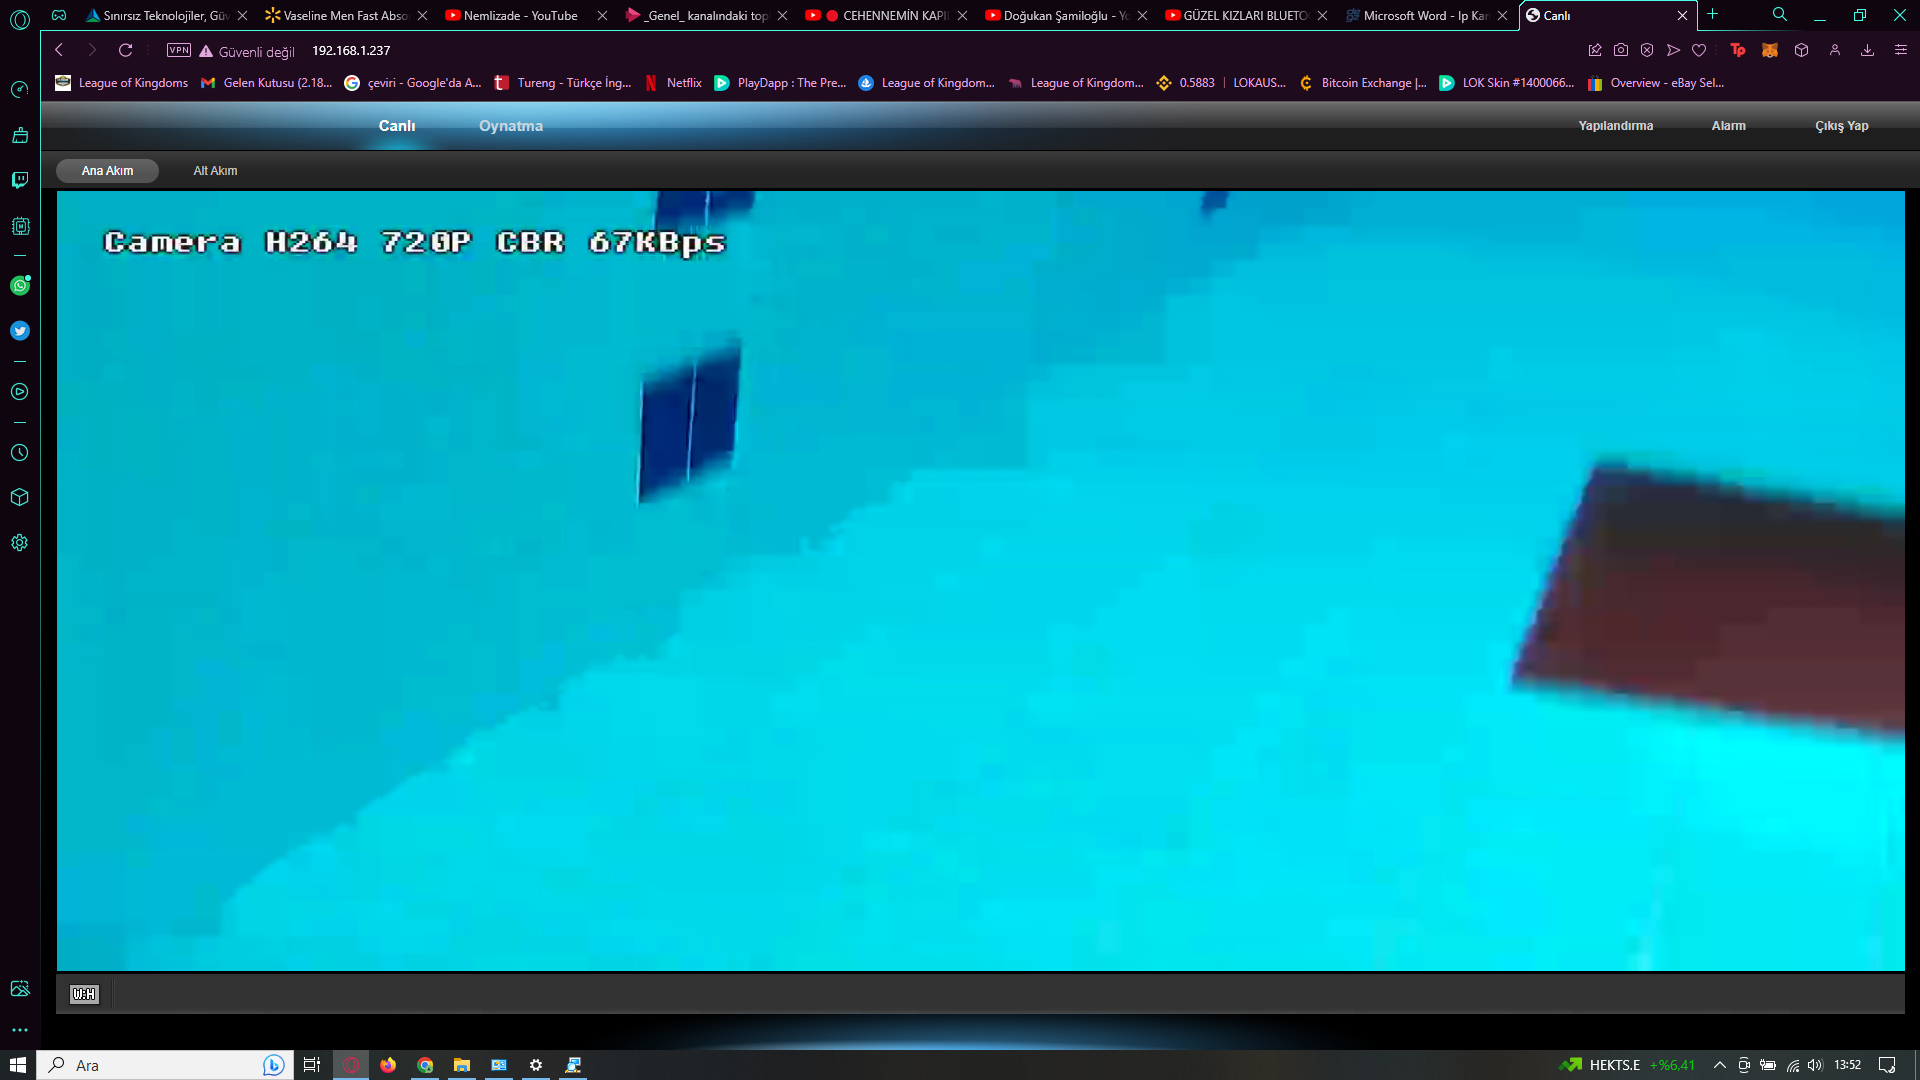 Sınırsız Teknolojiler, Gü
Vaseline Men Fast Abso
Nemlizade - YouTube
_Genel_ kanalındaki top
CEHENNEMİN KAPI
Doğukan Şamiloğlu - Yo
GÜZEL KIZLARI BLUETO
Microsoft Word - Ip Ka
Canlı
VPN
Güvenli değil
192.168.1.237
Tp
League of Kingdoms
Gelen Kutusu (2.18...
çeviri - Google'da A...
Tureng - Türkçe İng...
Netflix
PlayDapp : The Pre...
League of Kingdom...
League of Kingdom...
0.5883 | LOKAUS...
Bitcoin Exchange |...
LOK Skin #1400066...
Overview - eBay Sel...
Canlı
Oynatma
Yapılandırma
Alarm
Çıkış Yap
Ana Akım
Alt Akım
Camera H264 720P CBR 67KBps
W:H
Ara
HEKTS.E +%6,41
13:52